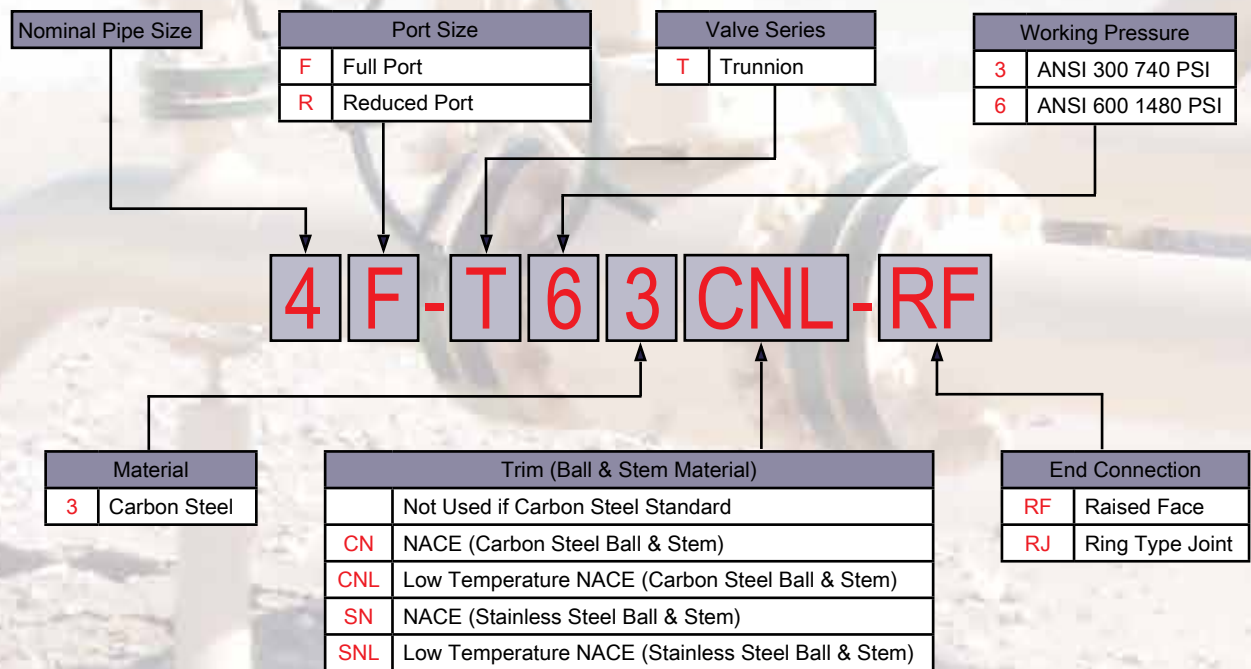 Nominal Pipe Size
Port Size
F Full Port
R Reduced Port
Valve Series
T Trunnion
Working Pressure
3 ANSI 300 740 PSI
6 ANSI 600 1480 PSI
4 F - T 6 3 CNL - RF
Material
3 Carbon Steel
Trim (Ball & Stem Material)
Not Used if Carbon Steel Standard
CN NACE (Carbon Steel Ball & Stem)
CNL Low Temperature NACE (Carbon Steel Ball & Stem)
SN NACE (Stainless Steel Ball & Stem)
SNL Low Temperature NACE (Stainless Steel Ball & Stem)
End Connection
RF Raised Face
RJ Ring Type Joint